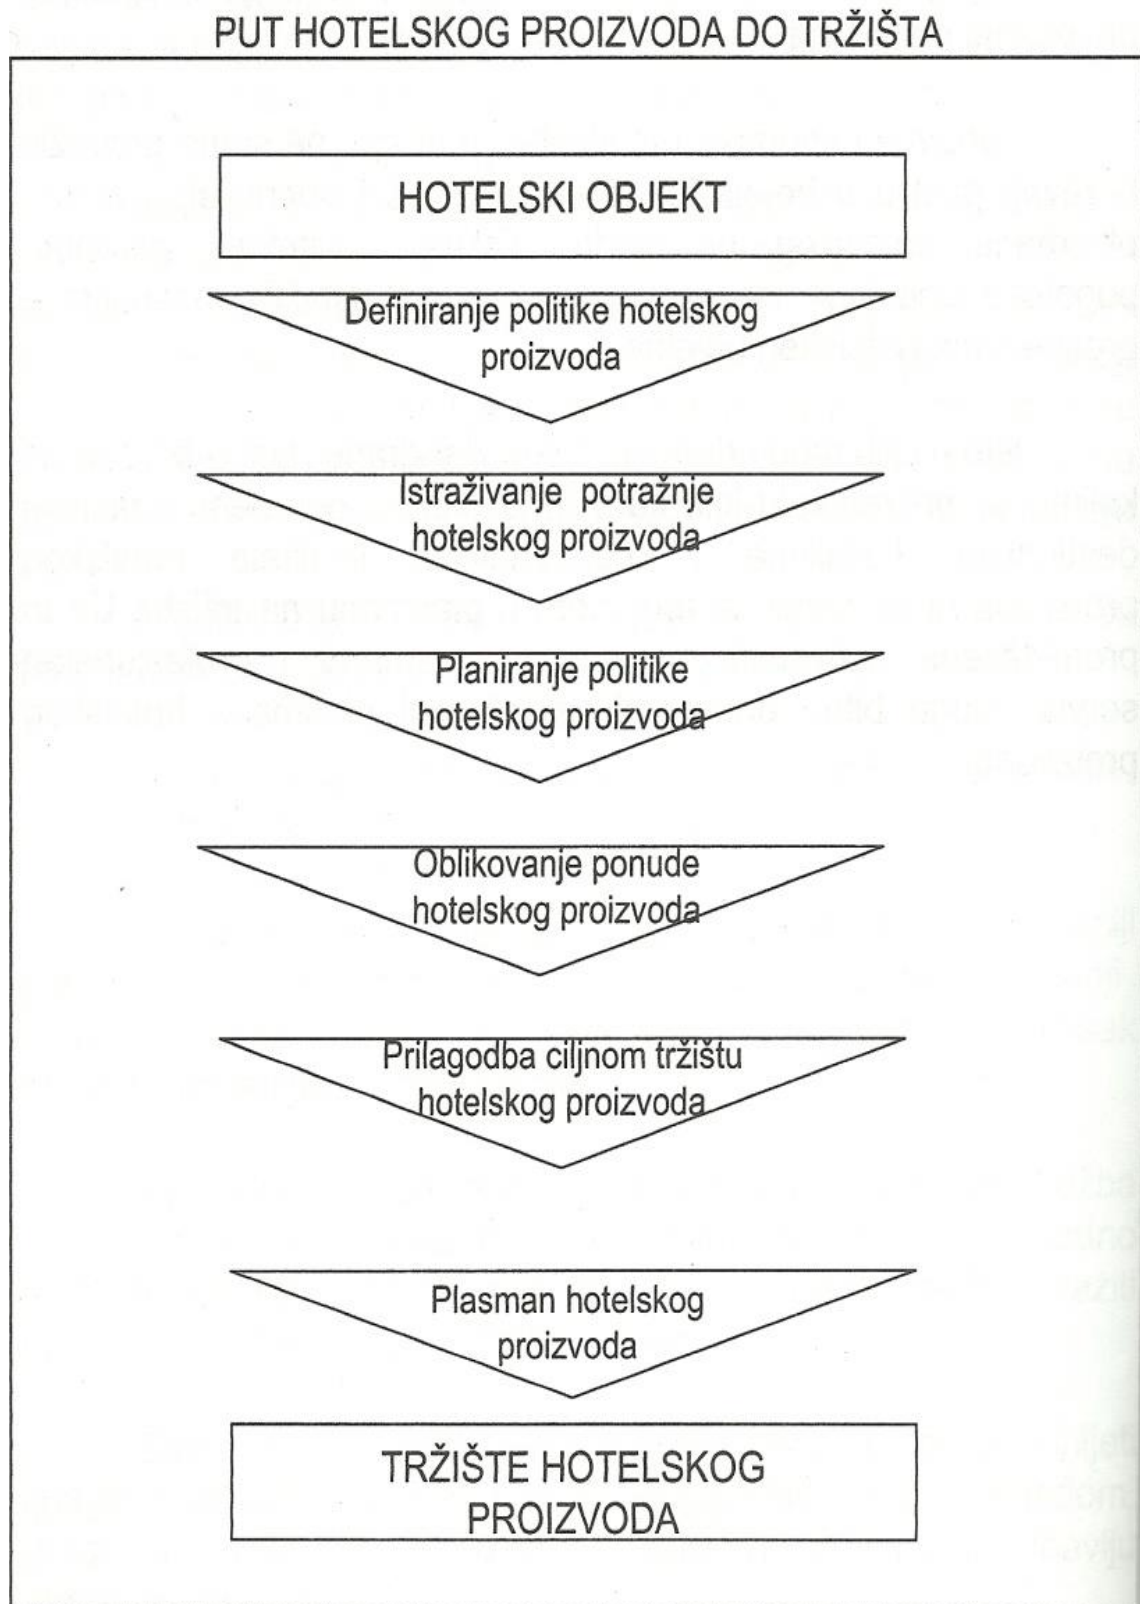 PUT HOTELSKOG PROIZVODA DO TRŽIŠTA
HOTELSKI OBJEKT
Definiranje politike hotelskog
proizvoda
Istraživanje potražnje
hotelskog proizvoda
Planiranje politike
hotelskog proizvoda
Oblikovanje ponude
hotelskog proizvoda
Prilagodba ciljnom tržištu
hotelskog proizvoda
Plasman hotelskog
proizvoda
TRŽIŠTE HOTELSKOG
PROIZVODA